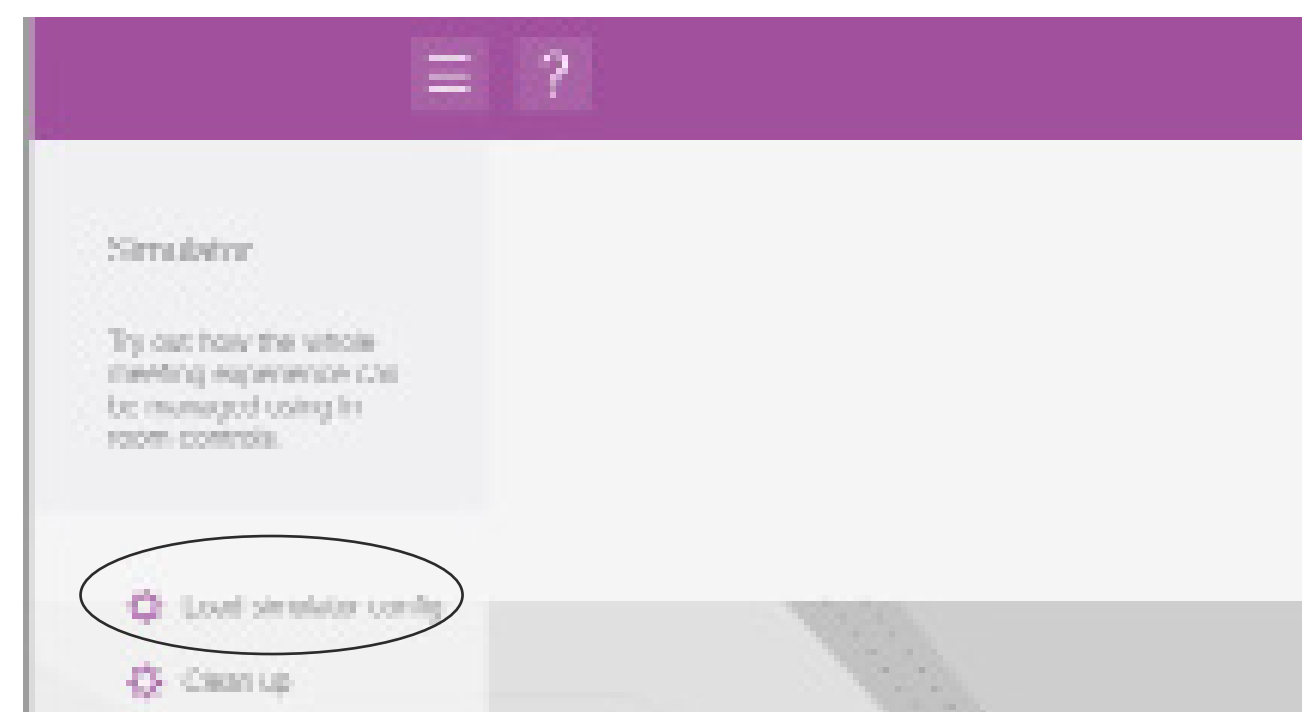 ?
Simulator
Try out how the whole
meeting experience can
be managed using in
room controls.
Load simulator config
Clean up